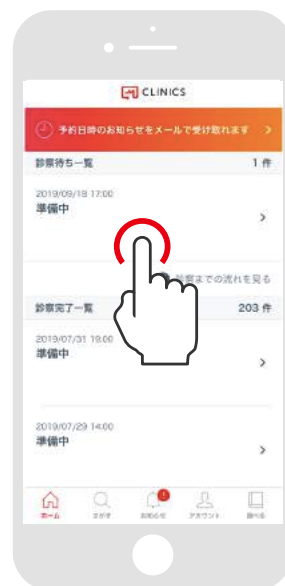 CLINICS
予約日時のお知らせをメールで受け取れます
診察待ち一覧 1 件
2019/09/18 17:00
準備中
診察までの流れを見る
診察完了一覧 203 件
2019/07/31 19:00
準備中
2019/07/29 14:00
準備中
ホーム さがす お知らせ アカウント 調べる